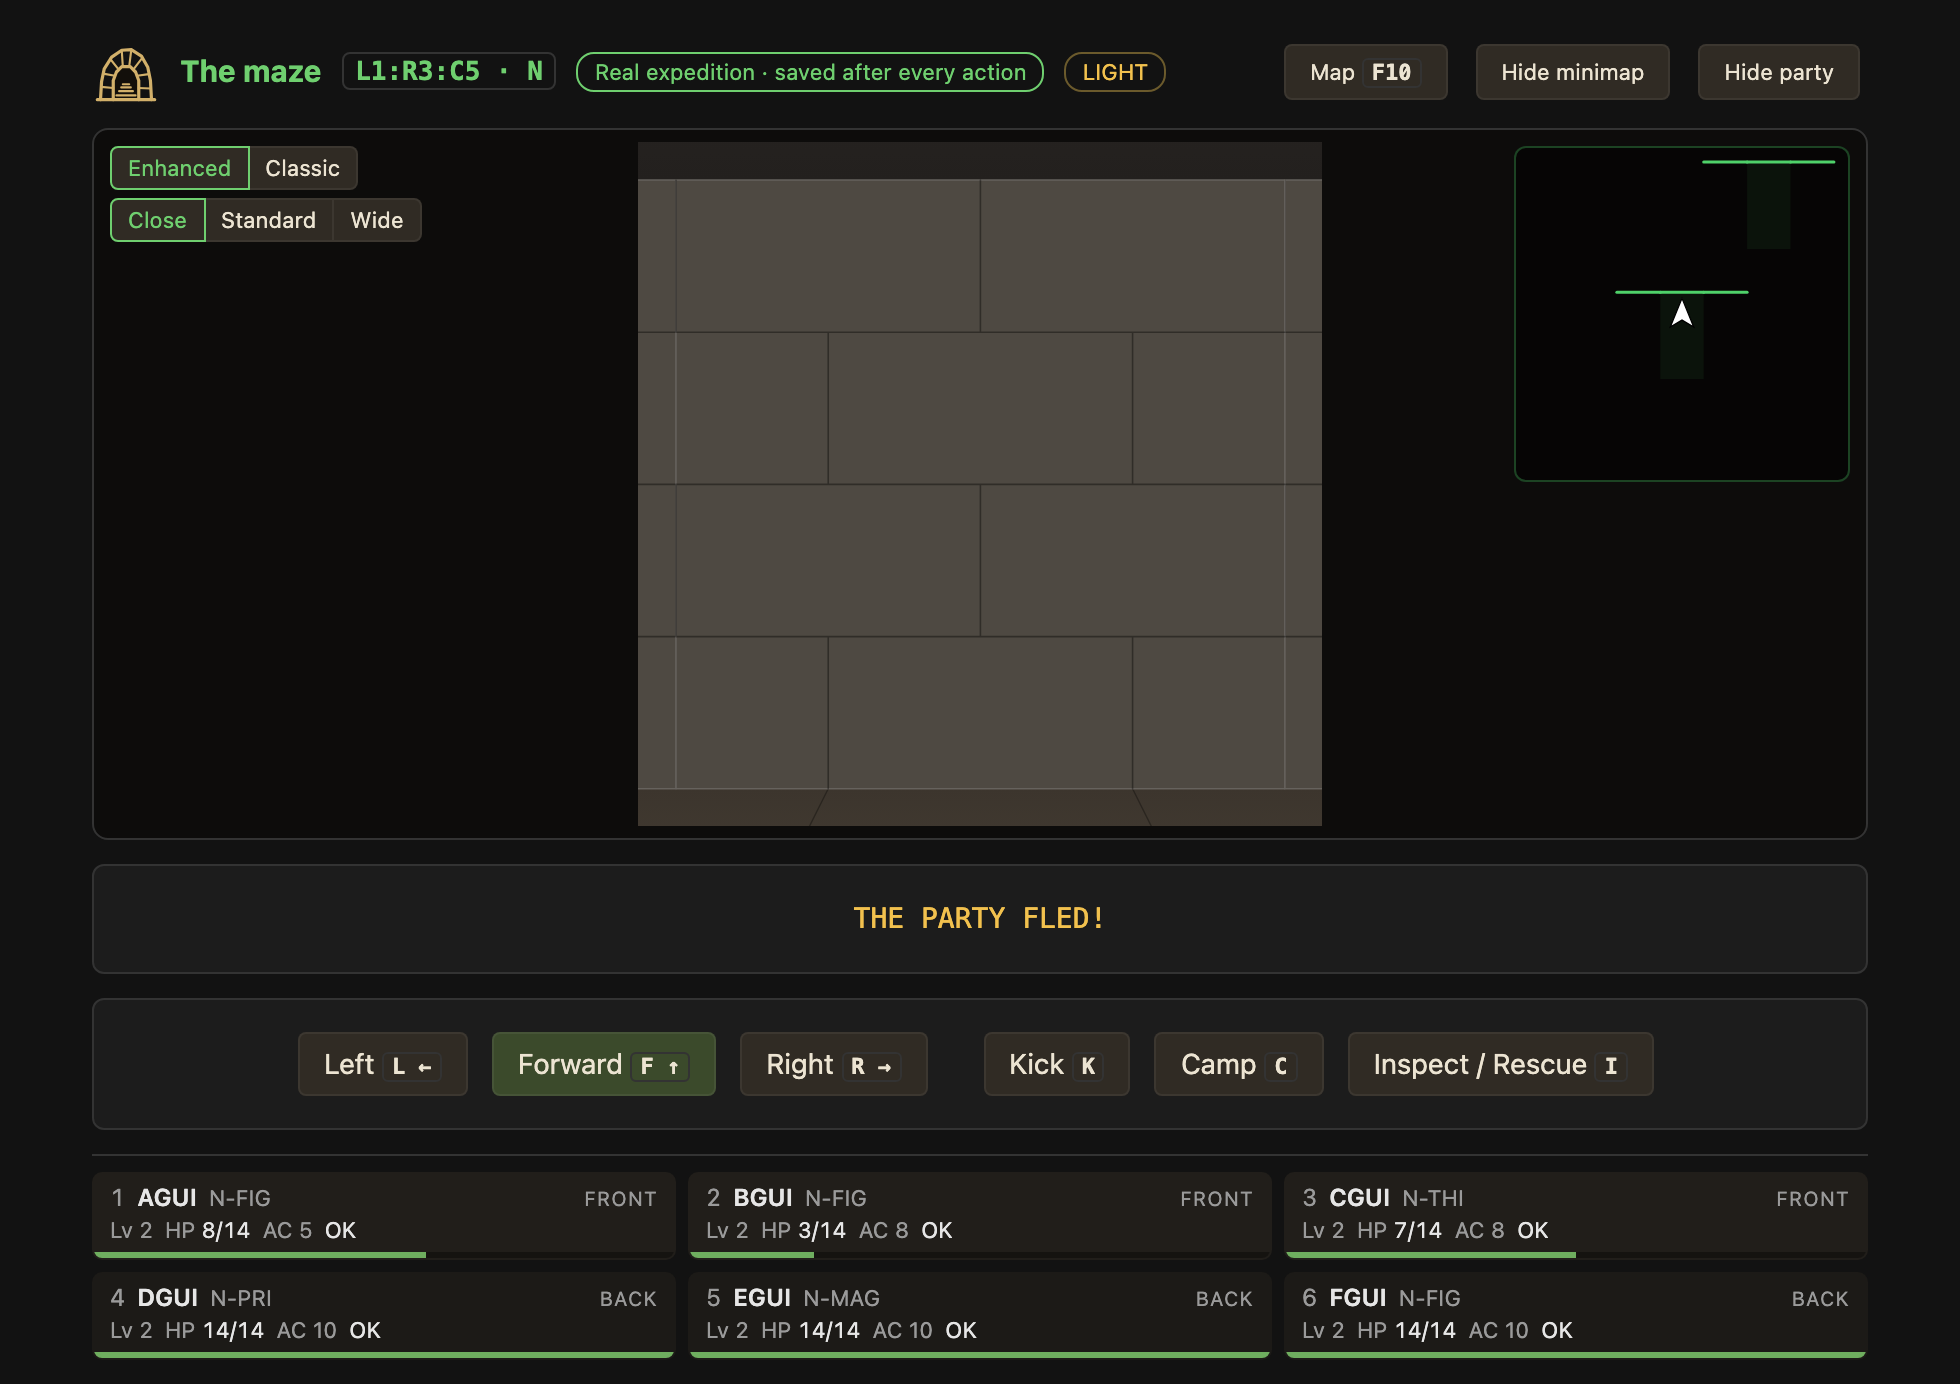 The maze L1:R3:C5 · N Real expedition · saved after every action LIGHT Map F10 Hide minimap Hide party
Enhanced Classic
Close Standard Wide
THE PARTY FLED!
Left L ← Forward F ↑ Right R → Kick K Camp C Inspect / Rescue I
1 AGUI N-FIG FRONT
Lv 2 HP 8/14 AC 5 OK
2 BGUI N-FIG FRONT
Lv 2 HP 3/14 AC 8 OK
3 CGUI N-THI FRONT
Lv 2 HP 7/14 AC 8 OK
4 DGUI N-PRI BACK
Lv 2 HP 14/14 AC 10 OK
5 EGUI N-MAG BACK
Lv 2 HP 14/14 AC 10 OK
6 FGUI N-FIG BACK
Lv 2 HP 14/14 AC 10 OK